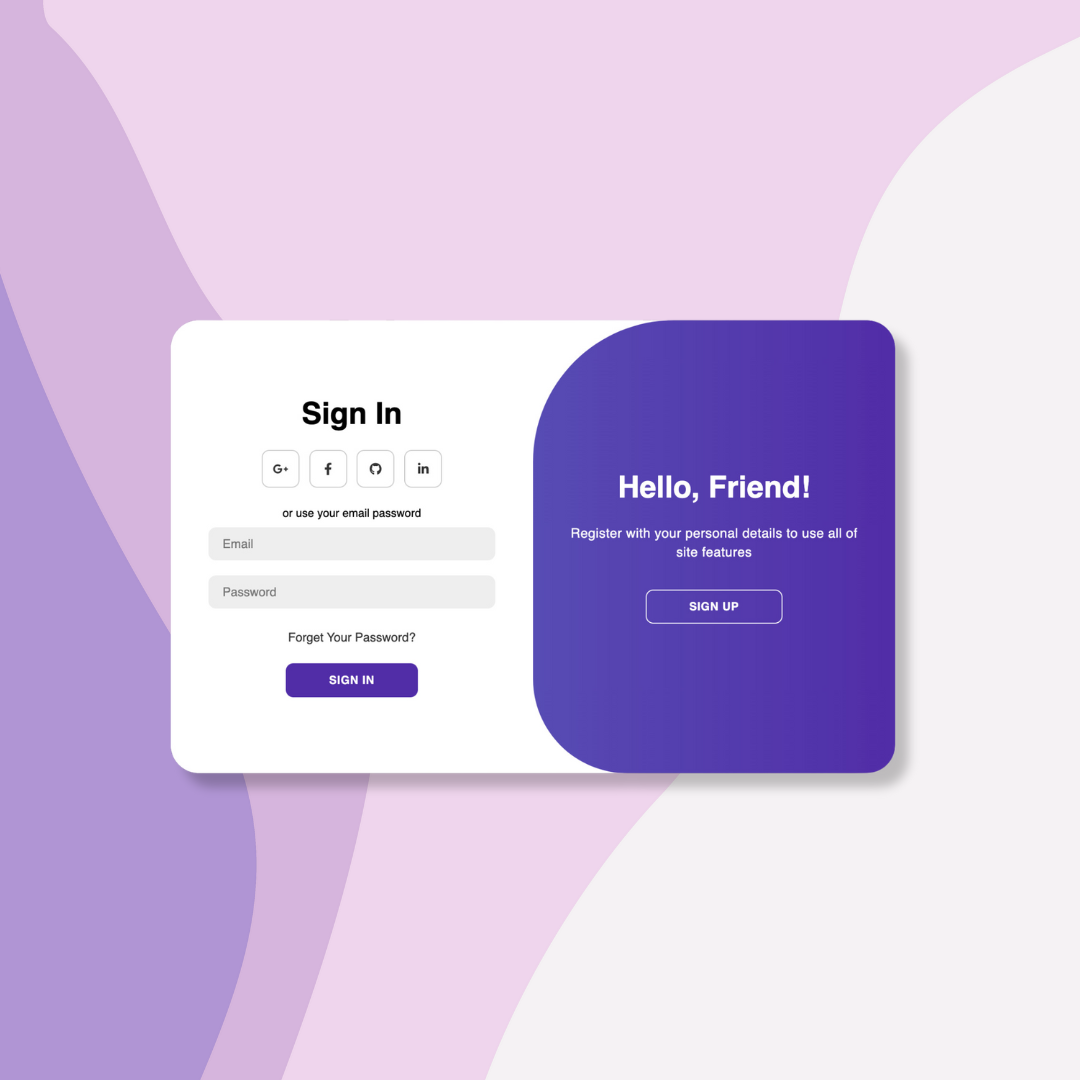 Sign In
G+ f in
or use your email password
Email
Password
Forget Your Password?
SIGN IN
Hello, Friend!
Register with your personal details to use all of
site features
SIGN UP